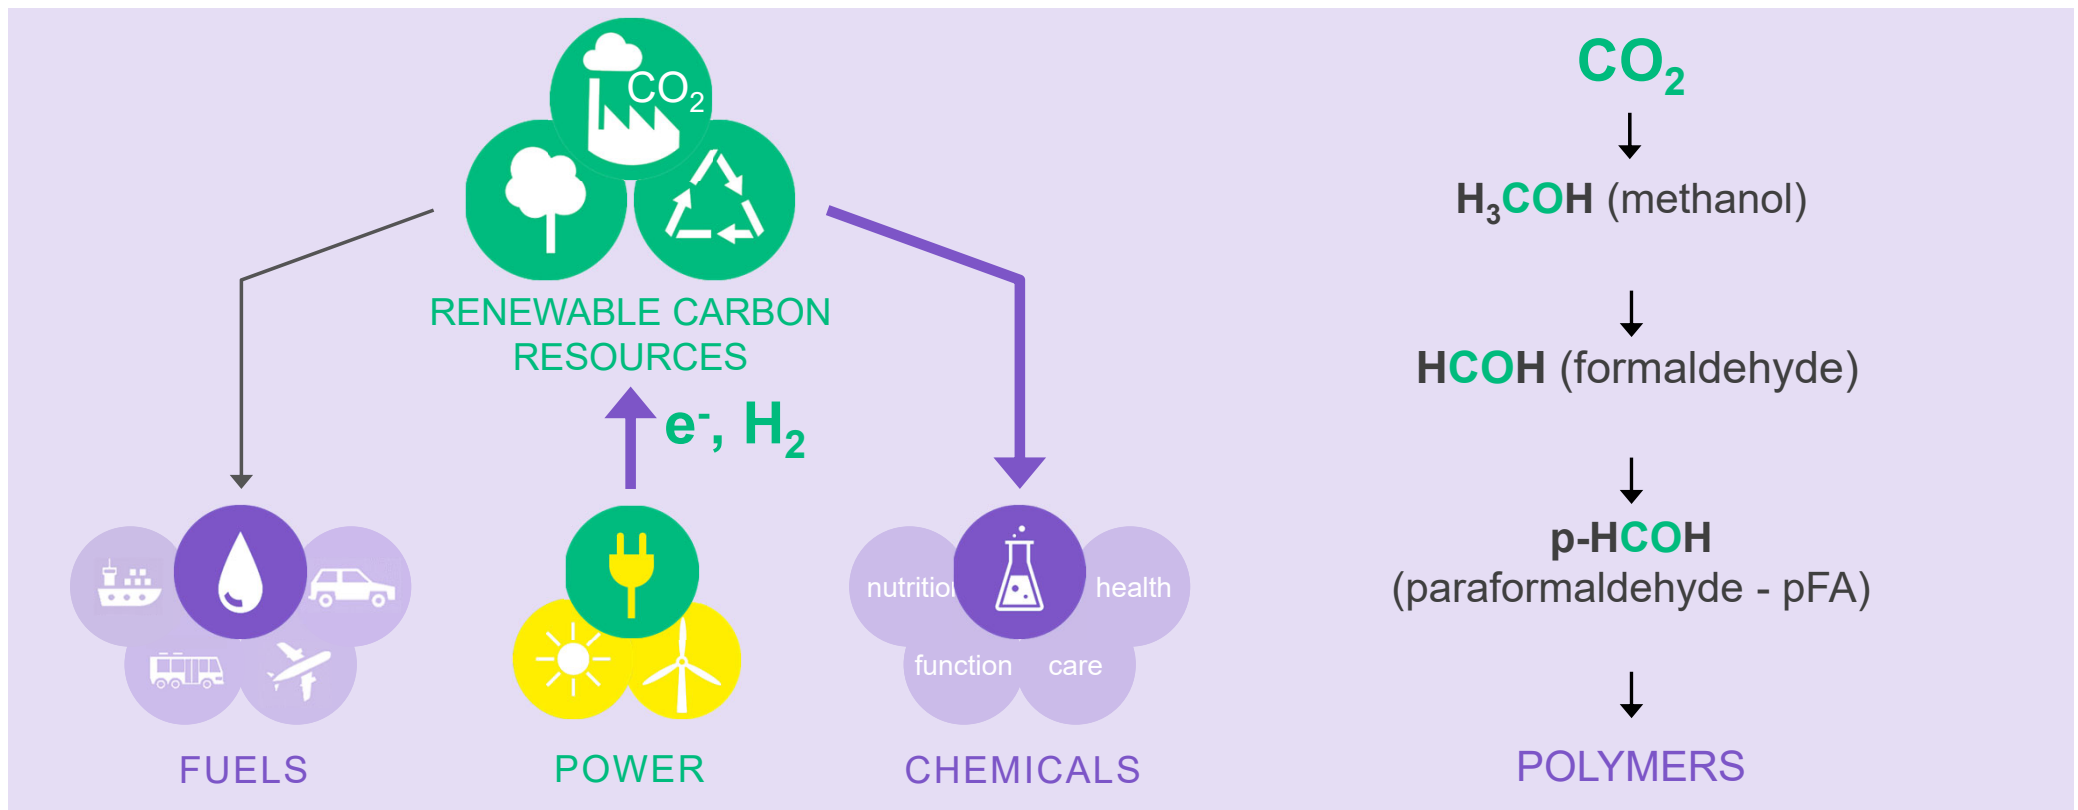 CO₂
RENEWABLE CARBON
RESOURCES
e⁻, H₂
nutrition
health
function
care
FUELS
POWER
CHEMICALS
CO₂
H₃COH (methanol)
HCOH (formaldehyde)
p-HCOH
(paraformaldehyde - pFA)
POLYMERS